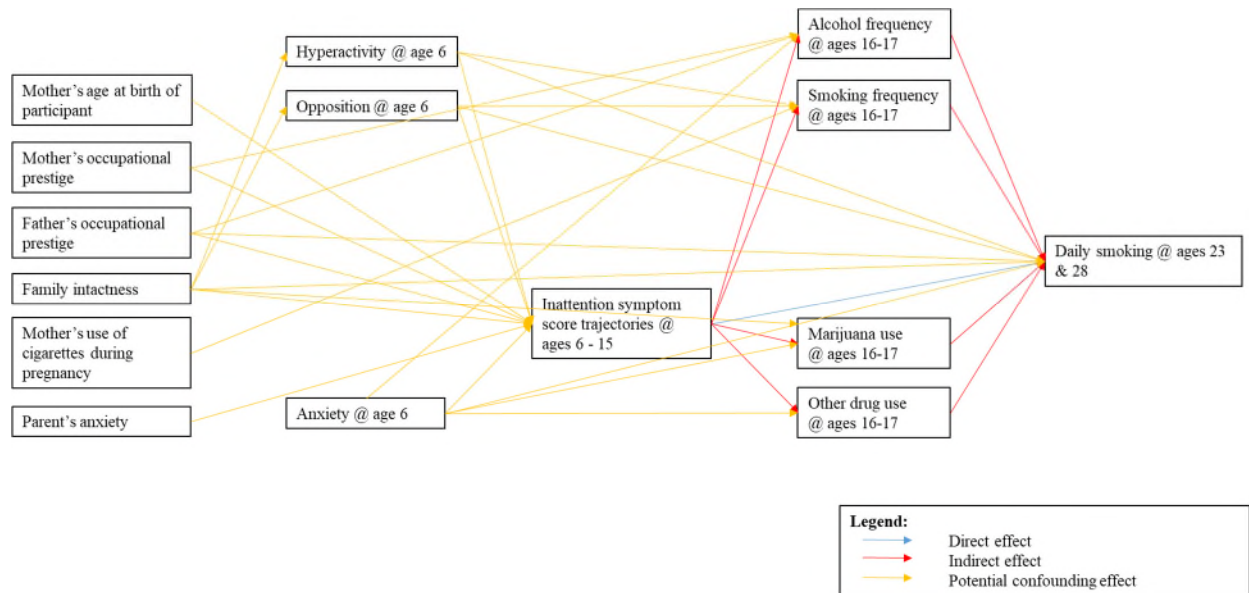 Hyperactivity @ age 6
Opposition @ age 6
Mother's age at birth of
participant
Mother's occupational
prestige
Father's occupational
prestige
Family intactness
Mother's use of
cigarettes during
pregnancy
Parent's anxiety
Anxiety @ age 6
Inattention symptom
score trajectories @
ages 6 - 15
Alcohol frequency
@ ages 16-17
Smoking frequency
@ ages 16-17
Marijuana use
@ ages 16-17
Other drug use
@ ages 16-17
Daily smoking @ ages 23
& 28
Legend:
Direct effect
Indirect effect
Potential confounding effect